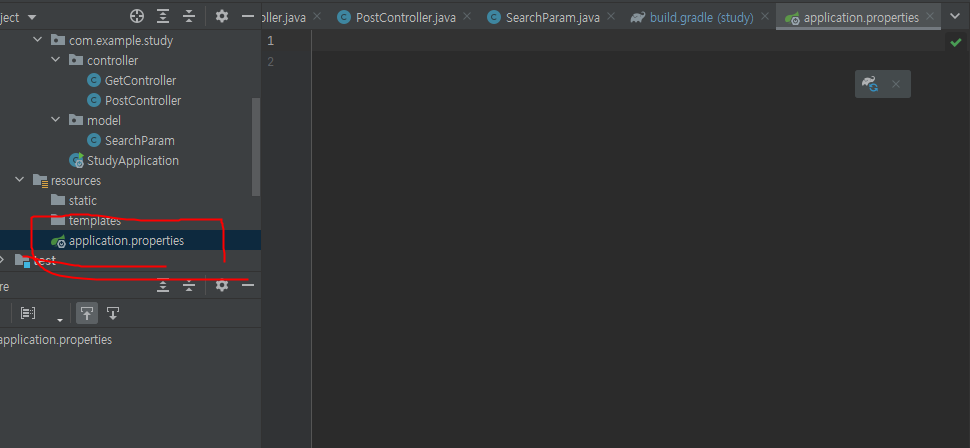 ject
oller.java PostController.java SearchParam.java build.gradle (study) application.properties
com.example.study
controller
GetController
PostController
model
SearchParam
StudyApplication
resources
static
templates
application.properties
test
re
application.properties
1
2